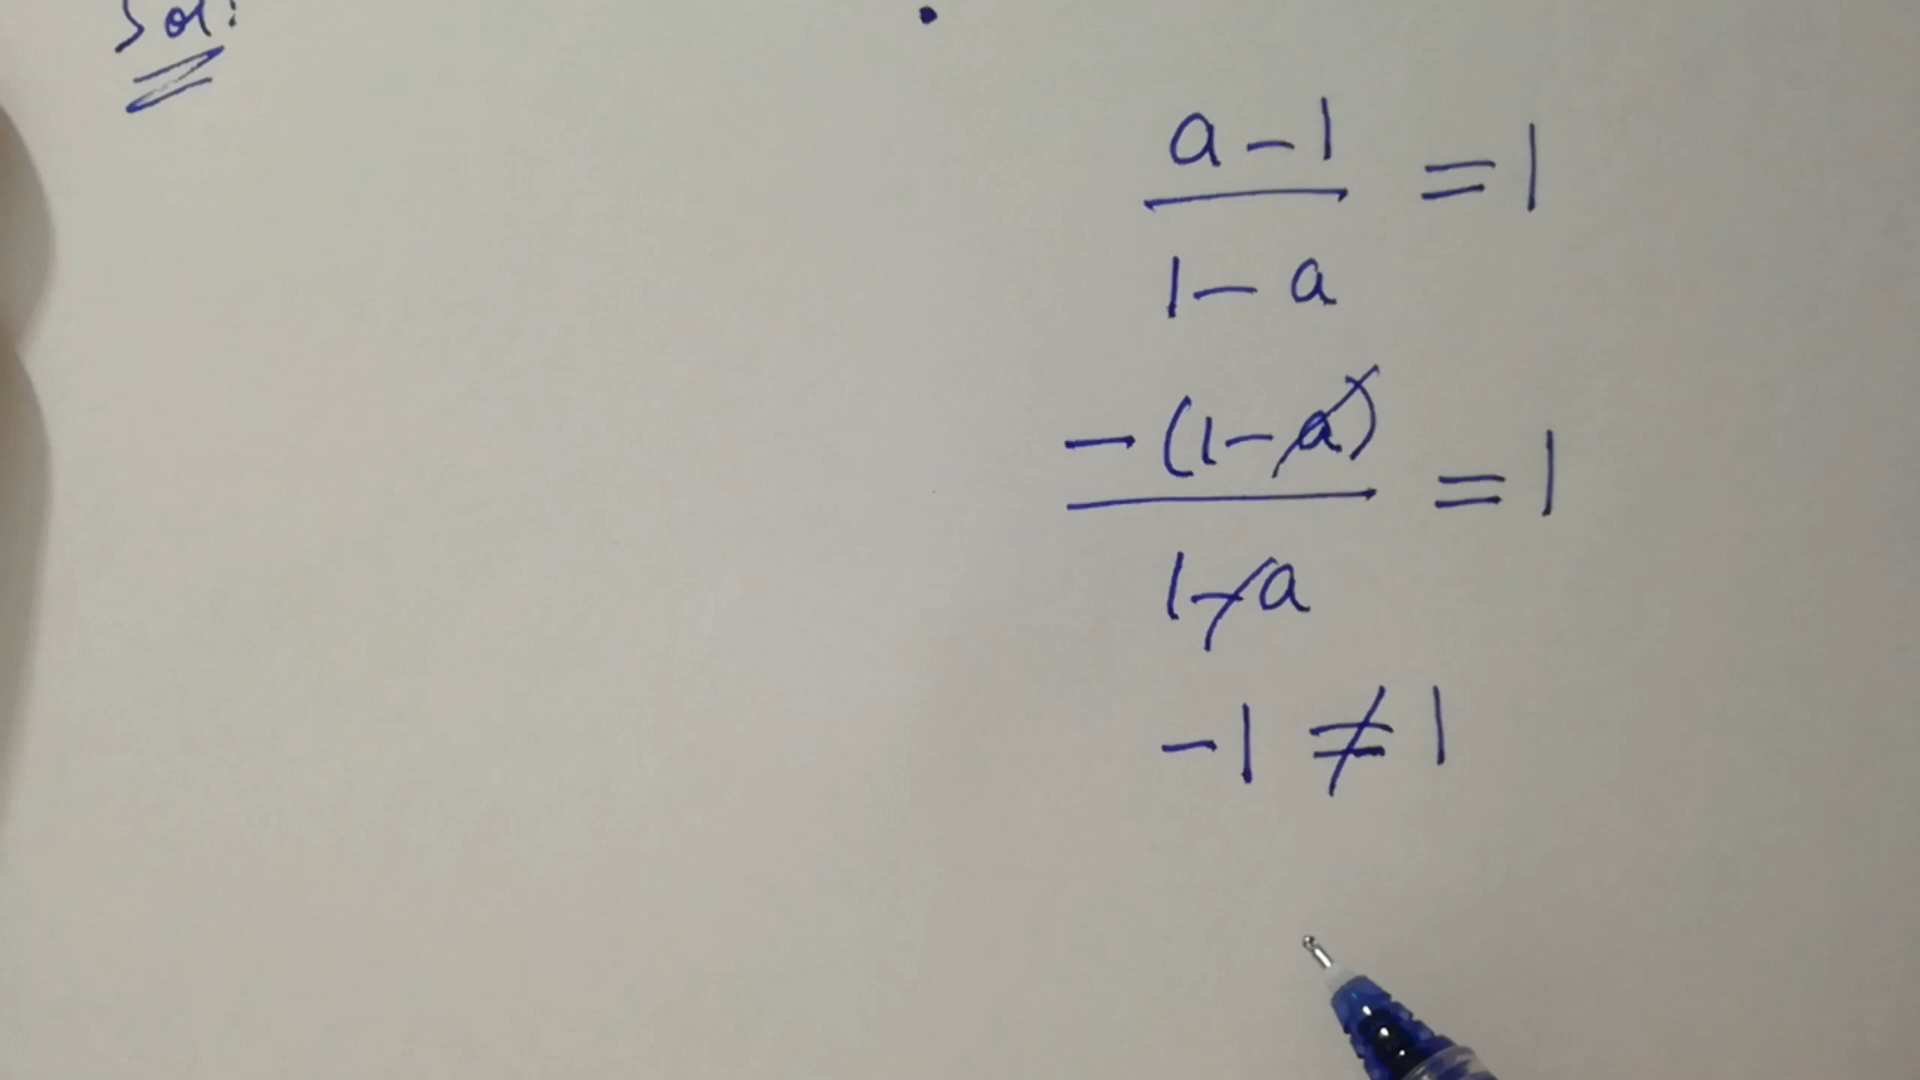 Sol:
a - 1
—— = 1
1 - a
-(1 - a)
—— = 1
1 - a
-1 ≠ 1